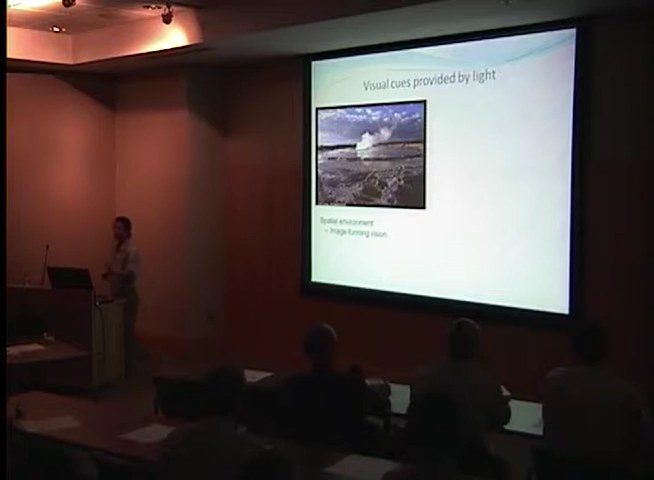 Visual cues provided by light
Spatial environment
– Image-forming vision